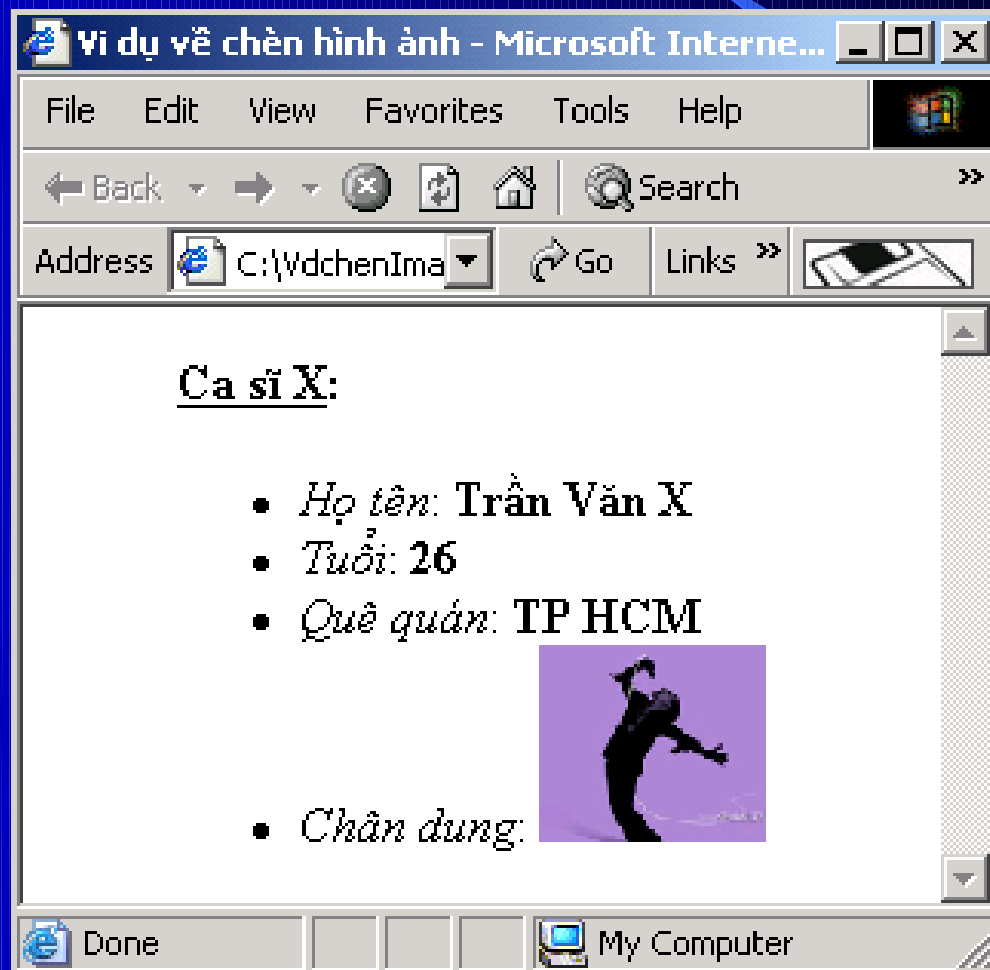 Ví dụ về chèn hình ảnh - Microsoft Interne...
File Edit View Favorites Tools Help
Back Search »
Address C:\VdchenIma Go Links »
Ca sĩ X:
• Họ tên: Trần Văn X
• Tuổi: 26
• Quê quán: TP HCM
• Chân dung:
Done My Computer